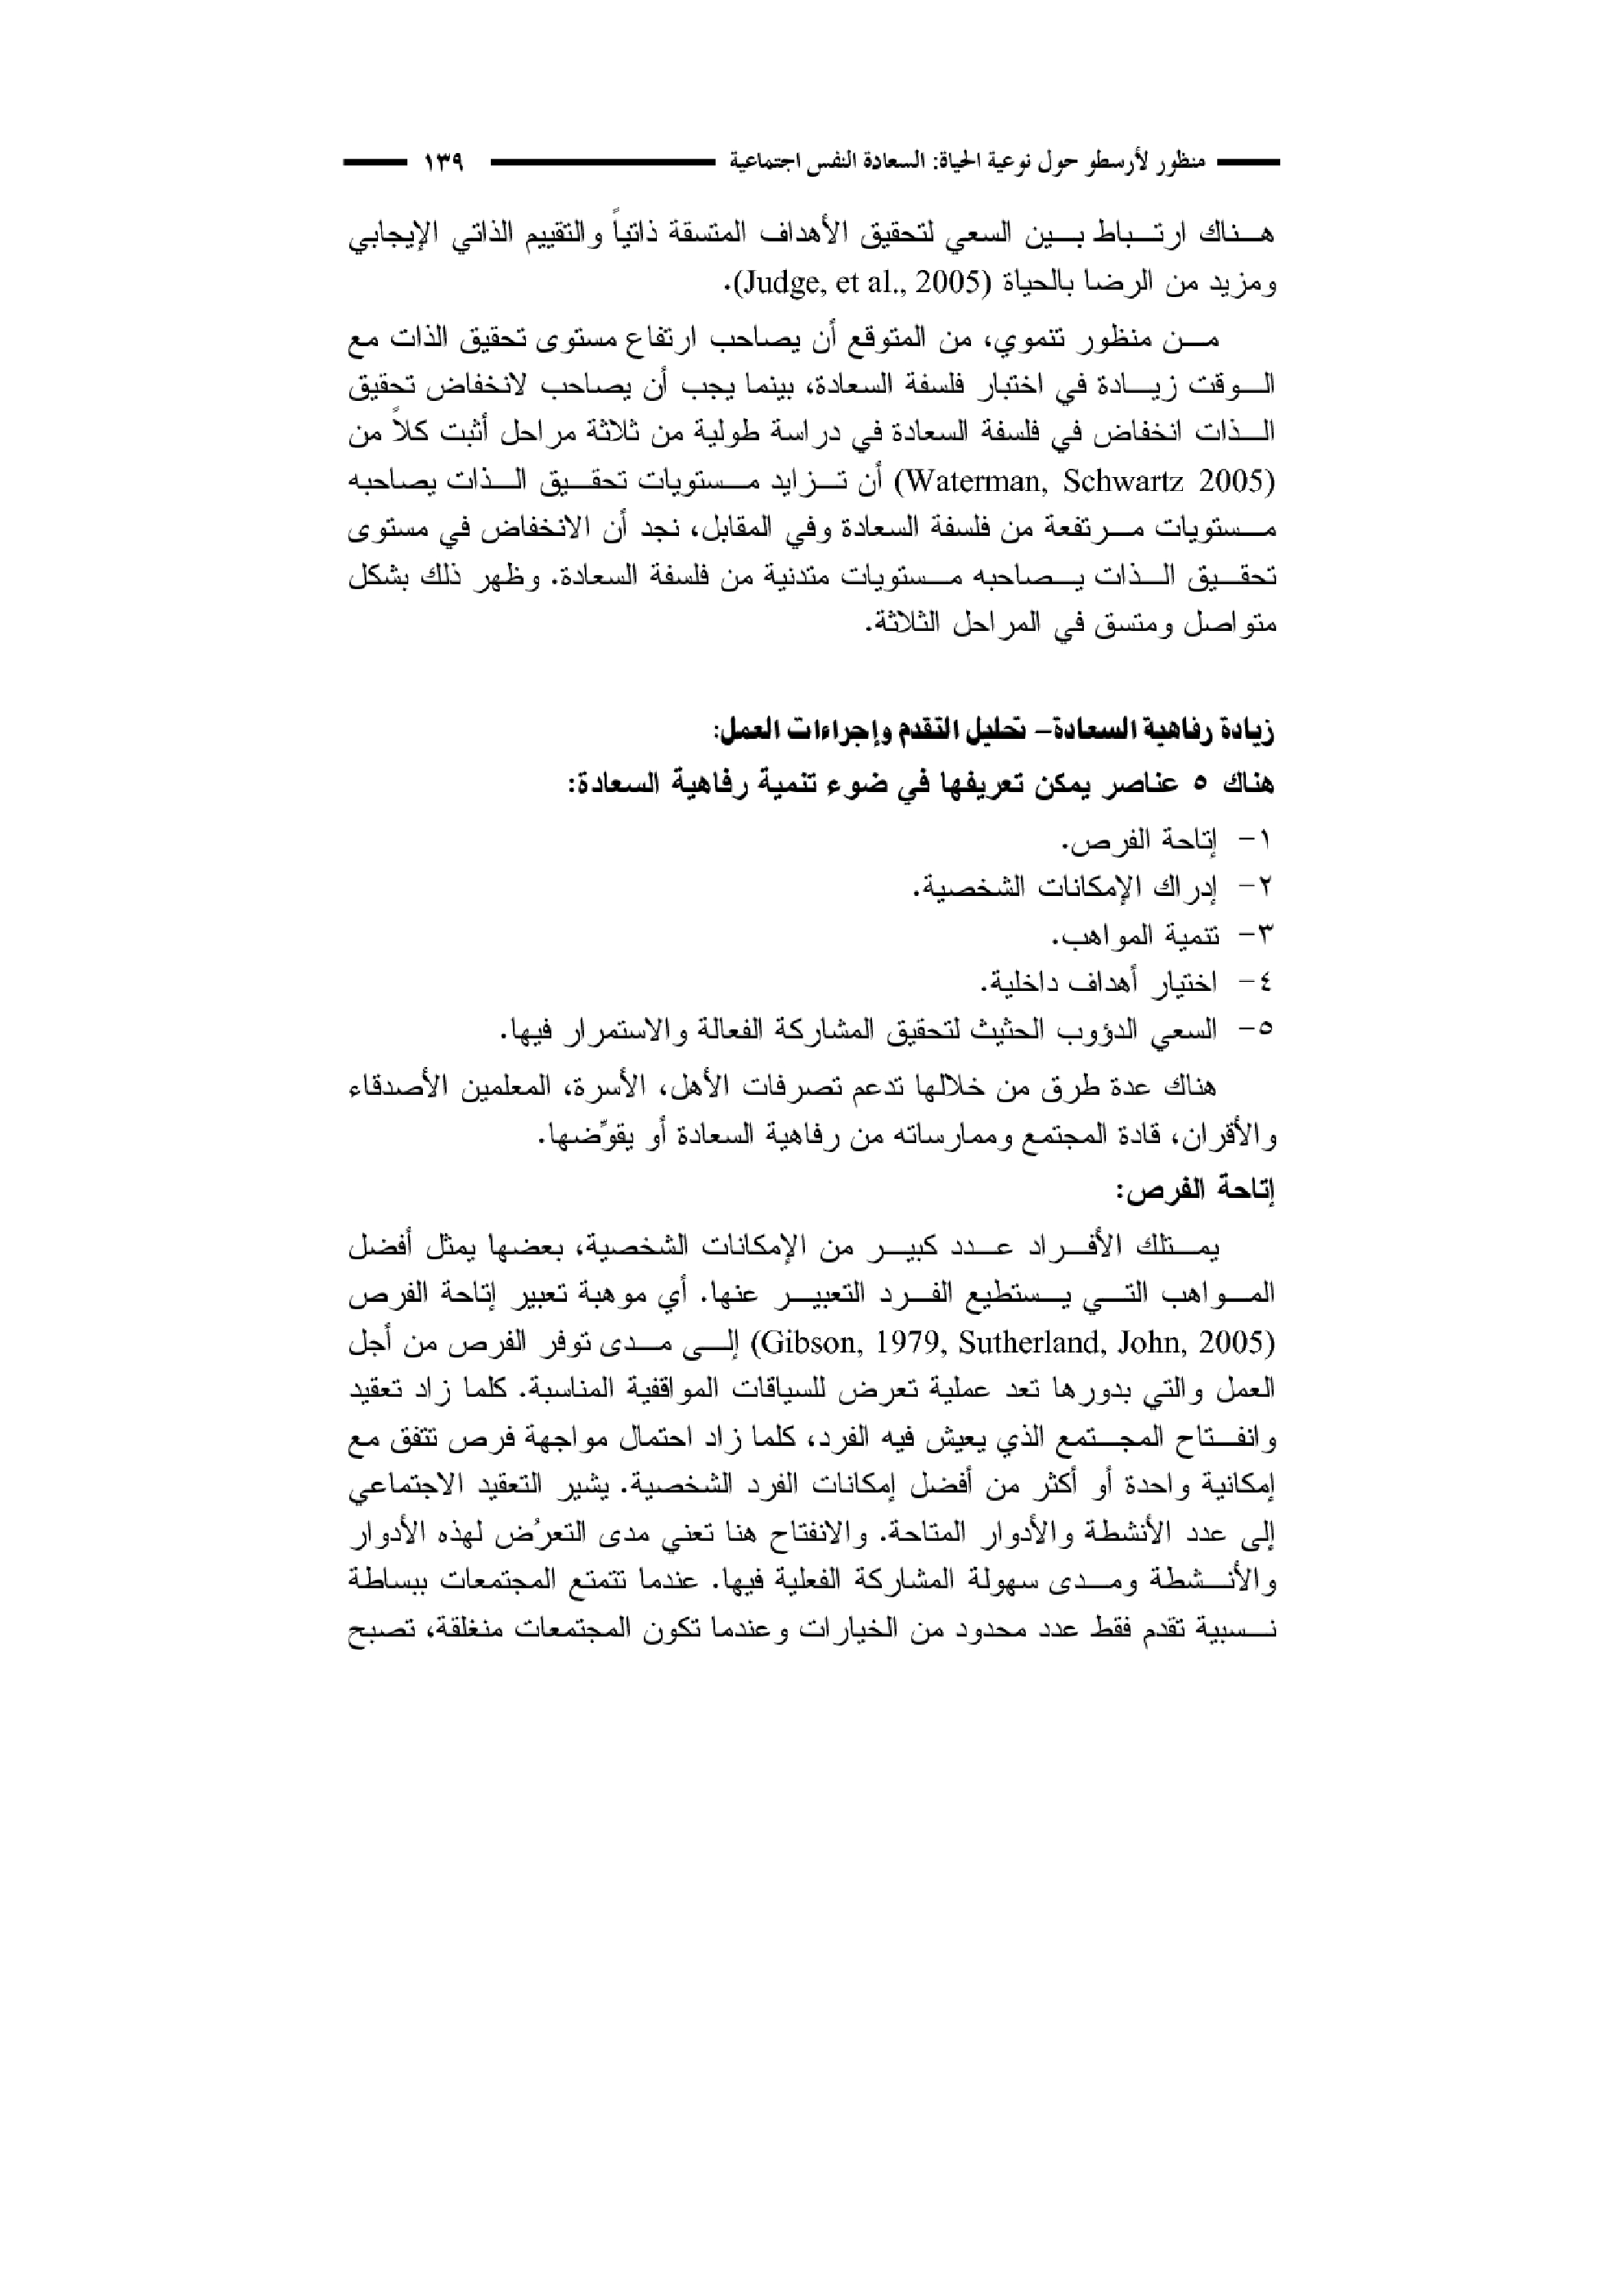 منظور لأرسطو حول نوعية الحياة: السعادة النفس اجتماعية ١٣٩
هناك ارتباط بين السعي لتحقيق الأهداف المتسقة ذاتياً والتقييم الذاتي الإيجابي
ومزيد من الرضا بالحياة (Judge, et al., 2005).
من منظور تنموي، من المتوقع أن يصاحب ارتفاع مستوى تحقيق الذات مع
الوقت زيادة في اختبار فلسفة السعادة، بينما يجب أن يصاحب لانخفاض تحقيق
الذات انخفاض في فلسفة السعادة في دراسة طولية من ثلاثة مراحل أثبت كلاً من
(Waterman, Schwartz 2005) أن تزايد مستويات تحقيق الذات يصاحبه
مستويات مرتفعة من فلسفة السعادة وفي المقابل، نجد أن الانخفاض في مستوى
تحقيق الذات يصاحبه مستويات متدنية من فلسفة السعادة. وظهر ذلك بشكل
متواصل ومتسق في المراحل الثلاثة.
زيادة رفاهية السعادة- تحليل التقدم وإجراءات العمل:
هناك ٥ عناصر يمكن تعريفها في ضوء تنمية رفاهية السعادة:
١- إتاحة الفرص.
٢- إدراك الإمكانات الشخصية.
٣- تنمية المواهب.
٤- اختيار أهداف داخلية.
٥- السعي الدؤوب الحثيث لتحقيق المشاركة الفعالة والاستمرار فيها.
هناك عدة طرق من خلالها تدعم تصرفات الأهل، الأسرة، المعلمين الأصدقاء
والأقران، قادة المجتمع وممارساته من رفاهية السعادة أو يقوِّضها.
إتاحة الفرص:
يمتلك الأفراد عدد كبير من الإمكانات الشخصية، بعضها يمثل أفضل
المواهب التي يستطيع الفرد التعبير عنها. أي موهبة تعبير إتاحة الفرص
(Gibson, 1979, Sutherland, John, 2005) إلى مدى توفر الفرص من أجل
العمل والتي بدورها تعد عملية تعرض للسياقات المواقفية المناسبة. كلما زاد تعقيد
وانفتاح المجتمع الذي يعيش فيه الفرد، كلما زاد احتمال مواجهة فرص تتفق مع
إمكانية واحدة أو أكثر من أفضل إمكانات الفرد الشخصية. يشير التعقيد الاجتماعي
إلى عدد الأنشطة والأدوار المتاحة. والانفتاح هنا تعني مدى التعرُض لهذه الأدوار
والأنشطة ومدى سهولة المشاركة الفعلية فيها. عندما تتمتع المجتمعات ببساطة
نسبية تقدم فقط عدد محدود من الخيارات وعندما تكون المجتمعات منغلقة، تصبح